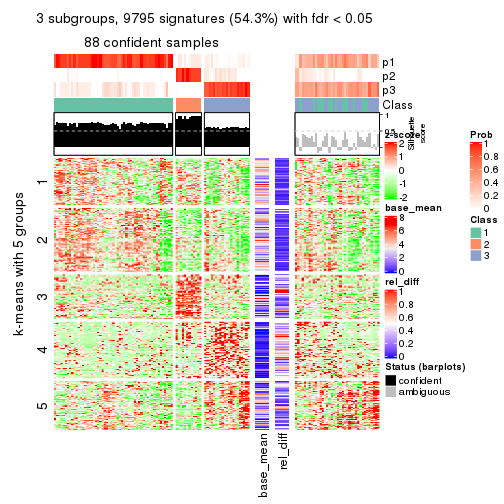 3 subgroups, 9795 signatures (54.3%) with fdr < 0.05
88 confident samples
p1
p2
p3
Class
1
0.5
Silhouette
score
k-means with 5 groups
1
2
3
4
5
base_mean
rel_diff
z-score
2
1
0
-1
-2
base_mean
8
6
4
2
0
rel_diff
1
0.8
0.6
0.4
0.2
0
Status (barplots)
confident
ambiguous
Prob
1
0.8
0.6
0.4
0.2
0
Class
1
2
3